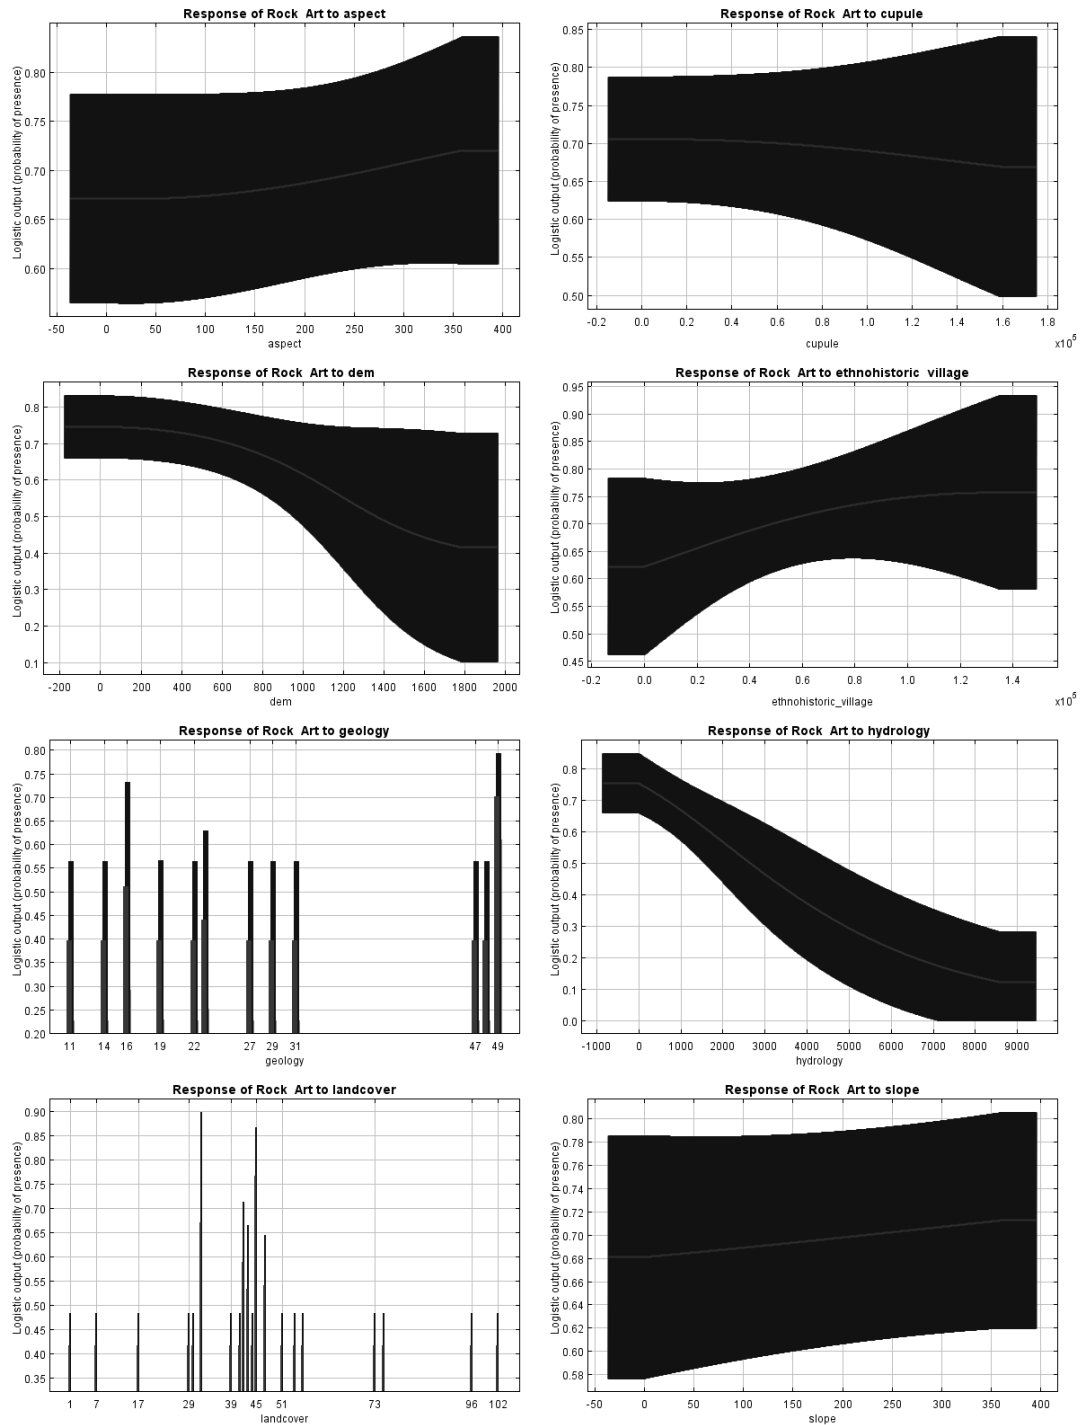 Response of Rock Art to aspect
Logistic output (probability of presence)
0.80
0.75
0.70
0.65
0.60
-50 0 50 100 150 200 250 300 350 400
aspect
Response of Rock Art to cupule
Logistic output (probability of presence)
0.85
0.80
0.75
0.70
0.65
0.60
0.55
0.50
-0.2 0.0 0.2 0.4 0.6 0.8 1.0 1.2 1.4 1.6 1.8
cupule x10^5
Response of Rock Art to dem
Logistic output (probability of presence)
0.8
0.7
0.6
0.5
0.4
0.3
0.2
0.1
-200 0 200 400 600 800 1000 1200 1400 1600 1800 2000
dem
Response of Rock Art to ethnohistoric village
Logistic output (probability of presence)
0.95
0.90
0.85
0.80
0.75
0.70
0.65
0.60
0.55
0.50
0.45
-0.2 0.0 0.2 0.4 0.6 0.8 1.0 1.2 1.4
ethnohistoric_village x10^5
Response of Rock Art to geology
Logistic output (probability of presence)
0.80
0.75
0.70
0.65
0.60
0.55
0.50
0.45
0.40
0.35
0.30
0.25
0.20
11 14 16 19 22 27 29 31 47 49
geology
Response of Rock Art to hydrology
Logistic output (probability of presence)
0.8
0.7
0.6
0.5
0.4
0.3
0.2
0.1
0.0
-1000 0 1000 2000 3000 4000 5000 6000 7000 8000 9000
hydrology
Response of Rock Art to landcover
Logistic output (probability of presence)
0.90
0.85
0.80
0.75
0.70
0.65
0.60
0.55
0.50
0.45
0.40
0.35
1 7 17 29 39 45 51 73 96 102
landcover
Response of Rock Art to slope
Logistic output (probability of presence)
0.80
0.78
0.76
0.74
0.72
0.70
0.68
0.66
0.64
0.62
0.60
0.58
-50 0 50 100 150 200 250 300 350 400
slope